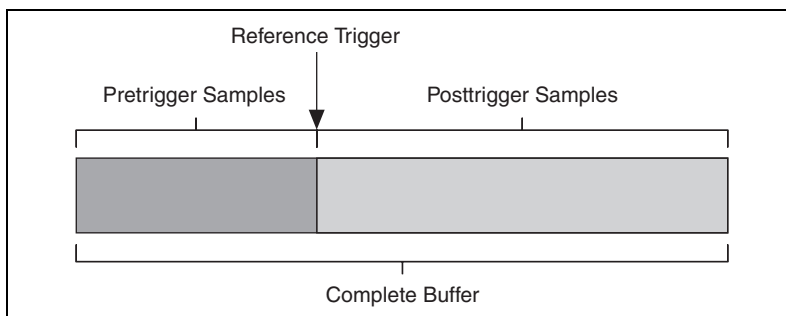 Reference Trigger
Pretrigger Samples
Posttrigger Samples
Complete Buffer